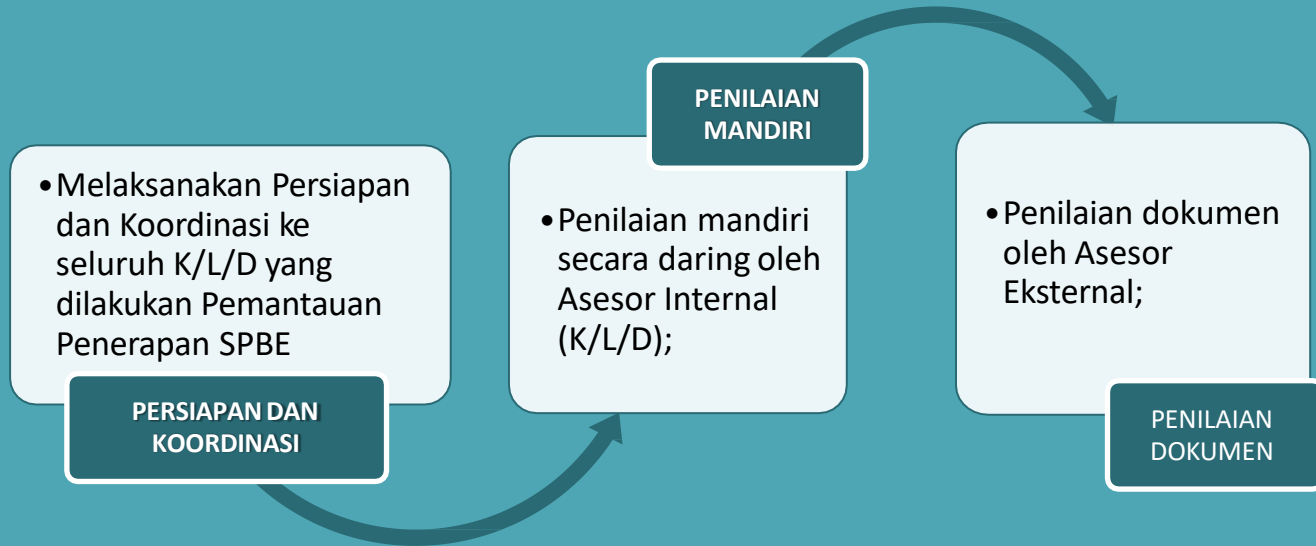 •Melaksanakan Persiapan
dan Koordinasi ke
seluruh K/L/D yang
dilakukan Pemantauan
Penerapan SPBE
PERSIAPAN DAN
KOORDINASI
PENILAIAN
MANDIRI
•Penilaian mandiri
secara daring oleh
Asesor Internal
(K/L/D);
•Penilaian dokumen
oleh Asesor
Eksternal;
PENILAIAN
DOKUMEN